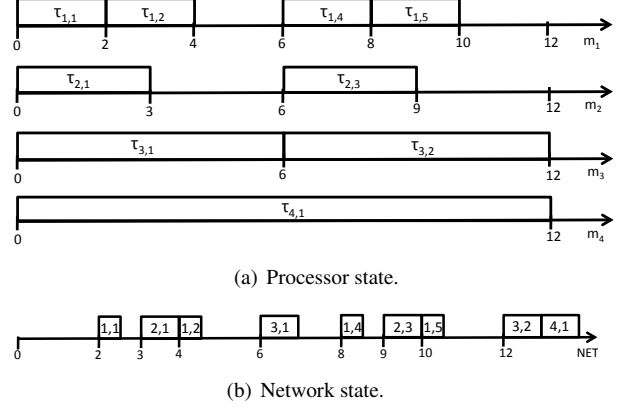 τ1,1 τ1,2 τ1,4 τ1,5
0 2 4 6 8 10 12 m1
τ2,1 τ2,3
0 3 6 9 12 m2
τ3,1 τ3,2
0 6 12 m3
τ4,1
0 12 m4
(a) Processor state.
1,1 2,1 1,2 3,1 1,4 2,3 1,5 3,2 4,1
0 2 3 4 6 8 9 10 12 NET
(b) Network state.